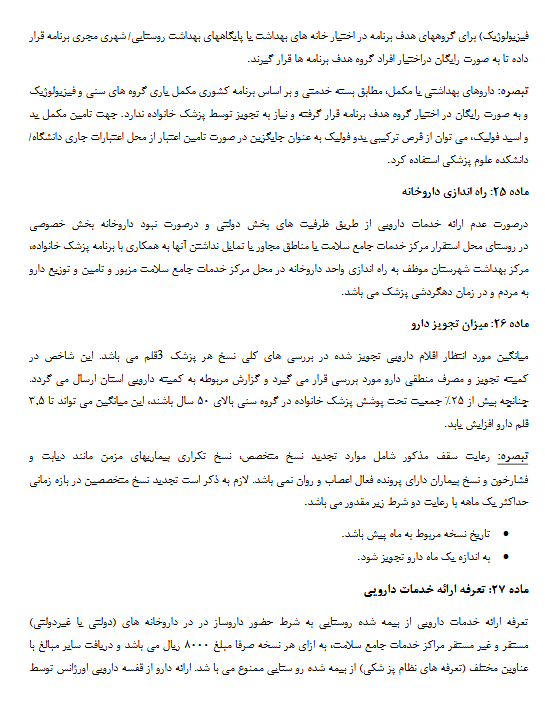 فیزیولوژیک) برای گروههای هدف برنامه در اختیار خانه های بهداشت یا پایگاههای بهداشت روستایی/ شهری مجری برنامه قرار
داده تا به صورت رایگان دراختیار افراد گروه هدف برنامه ها قرار گیرند.
تبصره: داروهای بهداشتی یا مکمل، مطابق بسته خدمتی و بر اساس برنامه کشوری مکمل یاری گروه های سنی و فیزیولوژیک
و به صورت رایگان در اختیار گروه هدف برنامه قرار گرفته و نیاز به تجویز توسط پزشک خانواده ندارد. جهت تامین مکمل ید
و اسید فولیک، می توان از قرص ترکیبی یدو فولیک به عنوان جایگزین در صورت تامین اعتبار از محل اعتبارات جاری دانشگاه/
دانشکده علوم پزشکی استفاده کرد.
ماده ۲۵: راه اندازی داروخانه
درصورت عدم ارائه خدمات دارویی از طریق ظرفیت های بخش دولتی و درصورت نبود داروخانه بخش خصوصی
در روستای محل استقرار مرکز خدمات جامع سلامت یا مناطق مجاور یا تمایل نداشتن آنها به همکاری با برنامه پزشک خانواده،
مرکز بهداشت شهرستان موظف به راه اندازی واحد داروخانه در محل مرکز خدمات جامع سلامت مزبور و تامین و توزیع دارو
به مردم و در زمان دهگردشی پزشک می باشد.
ماده ۲۶: میزان تجویز دارو
میانگین مورد انتظار اقلام دارویی تجویز شده در بررسی های کلی نسخ هر پزشک 3قلم می باشد. این شاخص در
کمیته تجویز و مصرف منطقی دارو مورد بررسی قرار می گیرد و گزارش مربوطه به کمیته دارویی استان ارسال می گردد.
چنانچه بیش از ۲۵٪ جمعیت تحت پوشش پزشک خانواده در گروه سنی بالای ۵۰ سال باشند، این میانگین می تواند تا ۳,۵
قلم دارو افزایش یابد.
تبصره: رعایت سقف مذکور شامل موارد تجدید نسخ متخصص، نسخ تکراری بیماریهای مزمن مانند دیابت و
فشارخون و نسخ بیماران دارای پرونده فعال اعصاب و روان نمی باشد. لازم به ذکر است تجدید نسخ متخصصین در بازه زمانی
حداکثر یک ماهه با رعایت دو شرط زیر مقدور می باشد.
• تاریخ نسخه مربوط به ماه پیش باشد.
• به اندازه یک ماه دارو تجویز شود.
ماده ۲۷: تعرفه ارائه خدمات دارویی
تعرفه ارائه خدمات دارویی از بیمه شده روستایی به شرط حضور داروساز در در داروخانه های (دولتی یا غیردولتی)
مستقر و غیر مستقر مراکز خدمات جامع سلامت، به ازای هر نسخه صرفا مبلغ ۸۰۰۰ ریال می باشد و دریافت سایر مبالغ با
عناوین مختلف (تعرفه های نظام پز شکی) از بیمه شده رو ستایی ممنوع می با شد. ارائه دارو از قفسه دارویی اورژانس توسط